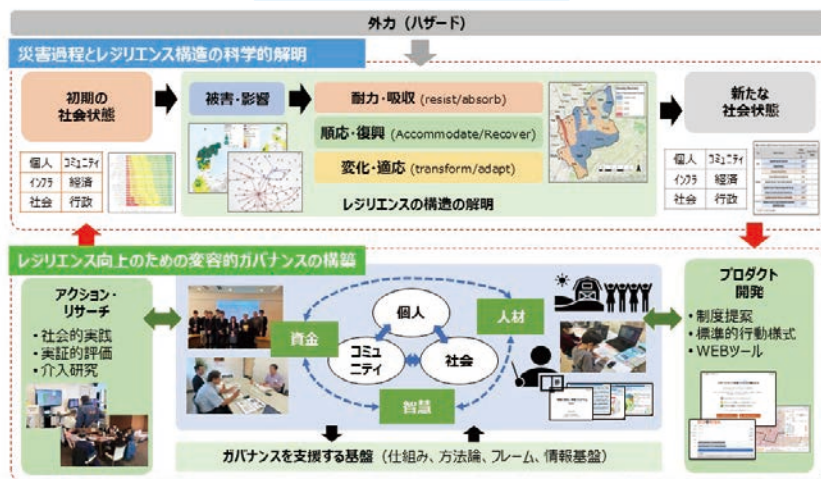 外力（ハザード）
災害過程とレジリエンス構造の科学的解明
初期の
社会状態
個人 コミュニティ
インフラ 経済
社会 行政
被害・影響
耐力・吸収 (resist/absorb)
順応・復興 (Accommodate/Recover)
変化・適応 (transform/adapt)
レジリエンスの構造の解明
新たな
社会状態
個人 コミュニティ
インフラ 経済
社会 行政
レジリエンス向上のための変容的ガバナンスの構築
アクション・
リサーチ
・社会的実践
・実証的評価
・介入研究
資金
人材
智慧
個人
コミュ
ニティ
社会
プロダクト
開発
・制度提案
・標準的行動様式
・WEBツール
ガバナンスを支援する基盤（仕組み、方法論、フレーム、情報基盤）